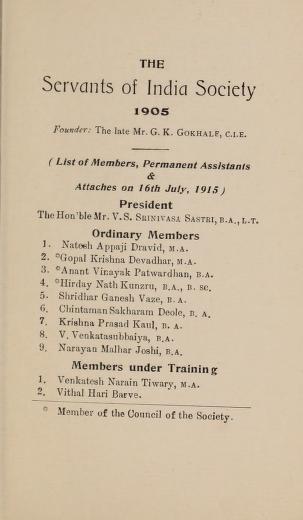 THE
Servants of India Society
1905
Founder: The late Mr. G. K. GOKHALE, C.I.E.
( List of Members, Permanent Assistants
&
Attaches on 16th July, 1915 )
President
The Hon'ble Mr. V. S. SRINIVASA SASTRI, B.A., L.T.
Ordinary Members
1. Natesh Appaji Dravid, M.A.
2. °Gopal Krishna Devadhar, M.A.
3. °Anant Vinayak Patwardhan, B.A.
4. °Hirday Nath Kunzru, B.A., B. SC.
5. Shridhar Ganesh Vaze, B. A.
6. Chintaman Sakharam Deole, B. A.
7. Krishna Prasad Kaul, B. A.
8. V. Venkatasubbaiya, B.A.
9. Narayan Malhar Joshi, B.A.
Members under Training
1. Venkatesh Narain Tiwary, M.A.
2. Vithal Hari Barve.
° Member of the Council of the Society.